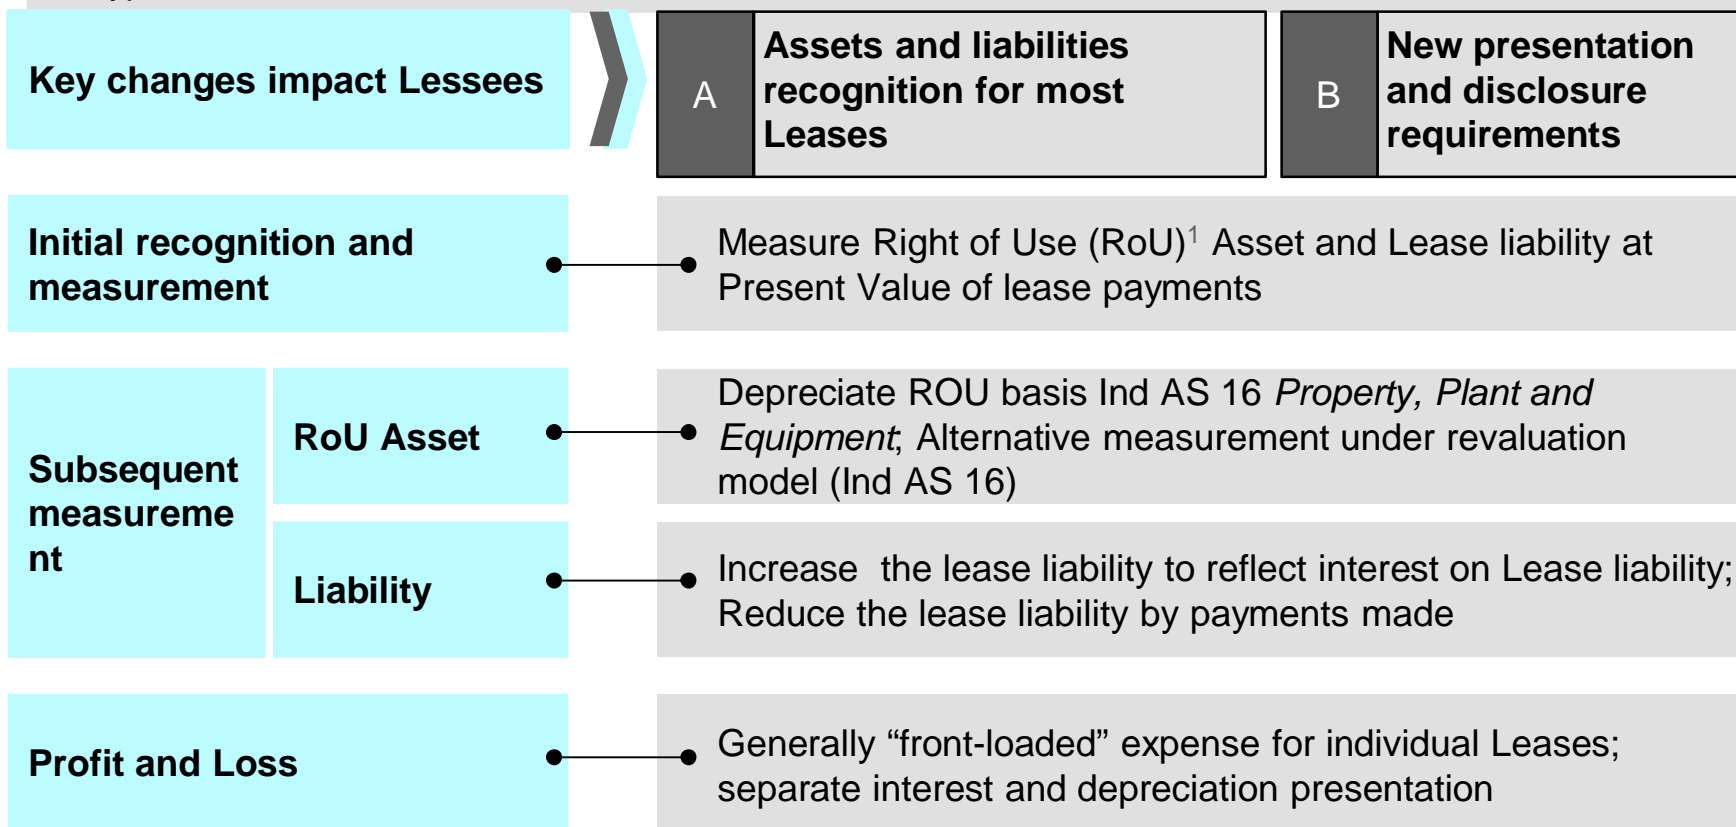 Key changes impact Lessees
A
Assets and liabilities
recognition for most
Leases
B
New presentation
and disclosure
requirements
Initial recognition and
measurement
Measure Right of Use (RoU)1 Asset and Lease liability at
Present Value of lease payments
Subsequent
measureme
nt
RoU Asset
Depreciate ROU basis Ind AS 16 Property, Plant and
Equipment; Alternative measurement under revaluation
model (Ind AS 16)
Liability
Increase the lease liability to reflect interest on Lease liability;
Reduce the lease liability by payments made
Profit and Loss
Generally “front-loaded” expense for individual Leases;
separate interest and depreciation presentation